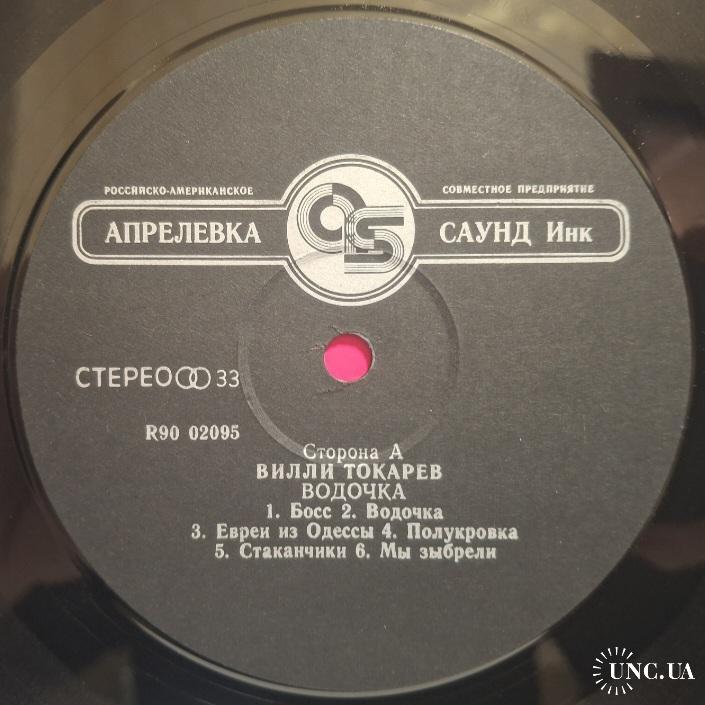 РОССИЙСКО-АМЕРИКАНСКОЕ СОВМЕСТНОЕ ПРЕДПРИЯТИЕ
АПРЕЛЕВКА САУНД Инк
СТЕРЕО 33
R90 02095
Сторона А
ВИЛЛИ ТОКАРЕВ
ВОДОЧКА
1. Босс 2. Водочка
3. Евреи из Одессы 4. Полукровка
5. Стаканчики 6. Мы зыбрели
UNC.UA